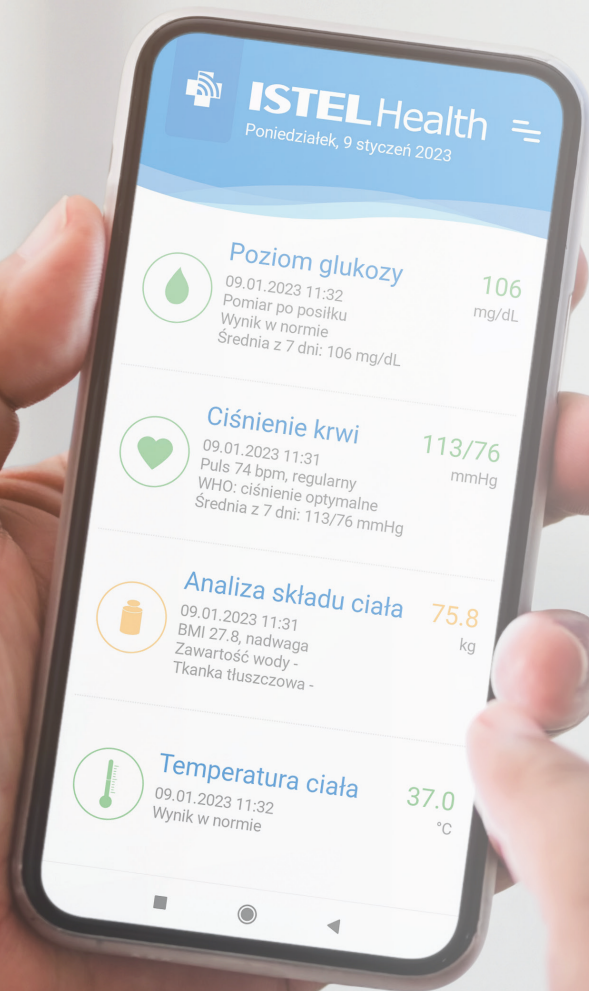 ISTEL Health
Poniedziałek, 9 styczeń 2023
Poziom glukozy
09.01.2023 11:32
Pomiar po posiłku
Wynik w normie
Średnia z 7 dni: 106 mg/dL
106
mg/dL
Ciśnienie krwi
09.01.2023 11:31
Puls 74 bpm, regularny
WHO: ciśnienie optymalne
Średnia z 7 dni: 113/76 mmHg
113/76
mmHg
Analiza składu ciała
09.01.2023 11:31
BMI 27.8, nadwaga
Zawartość wody -
Tkanka tłuszczowa -
75.8
kg
Temperatura ciała
09.01.2023 11:32
Wynik w normie
37.0
°C